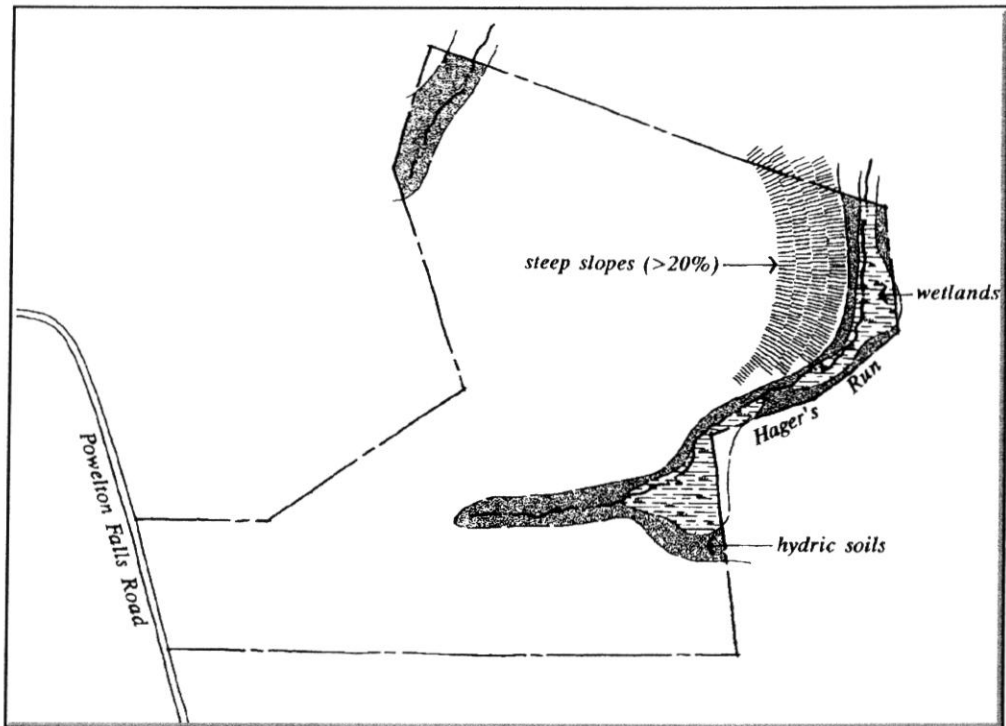 steep slopes (>20%)
wetlands
Hager's Run
hydric soils
Powelton Falls Road